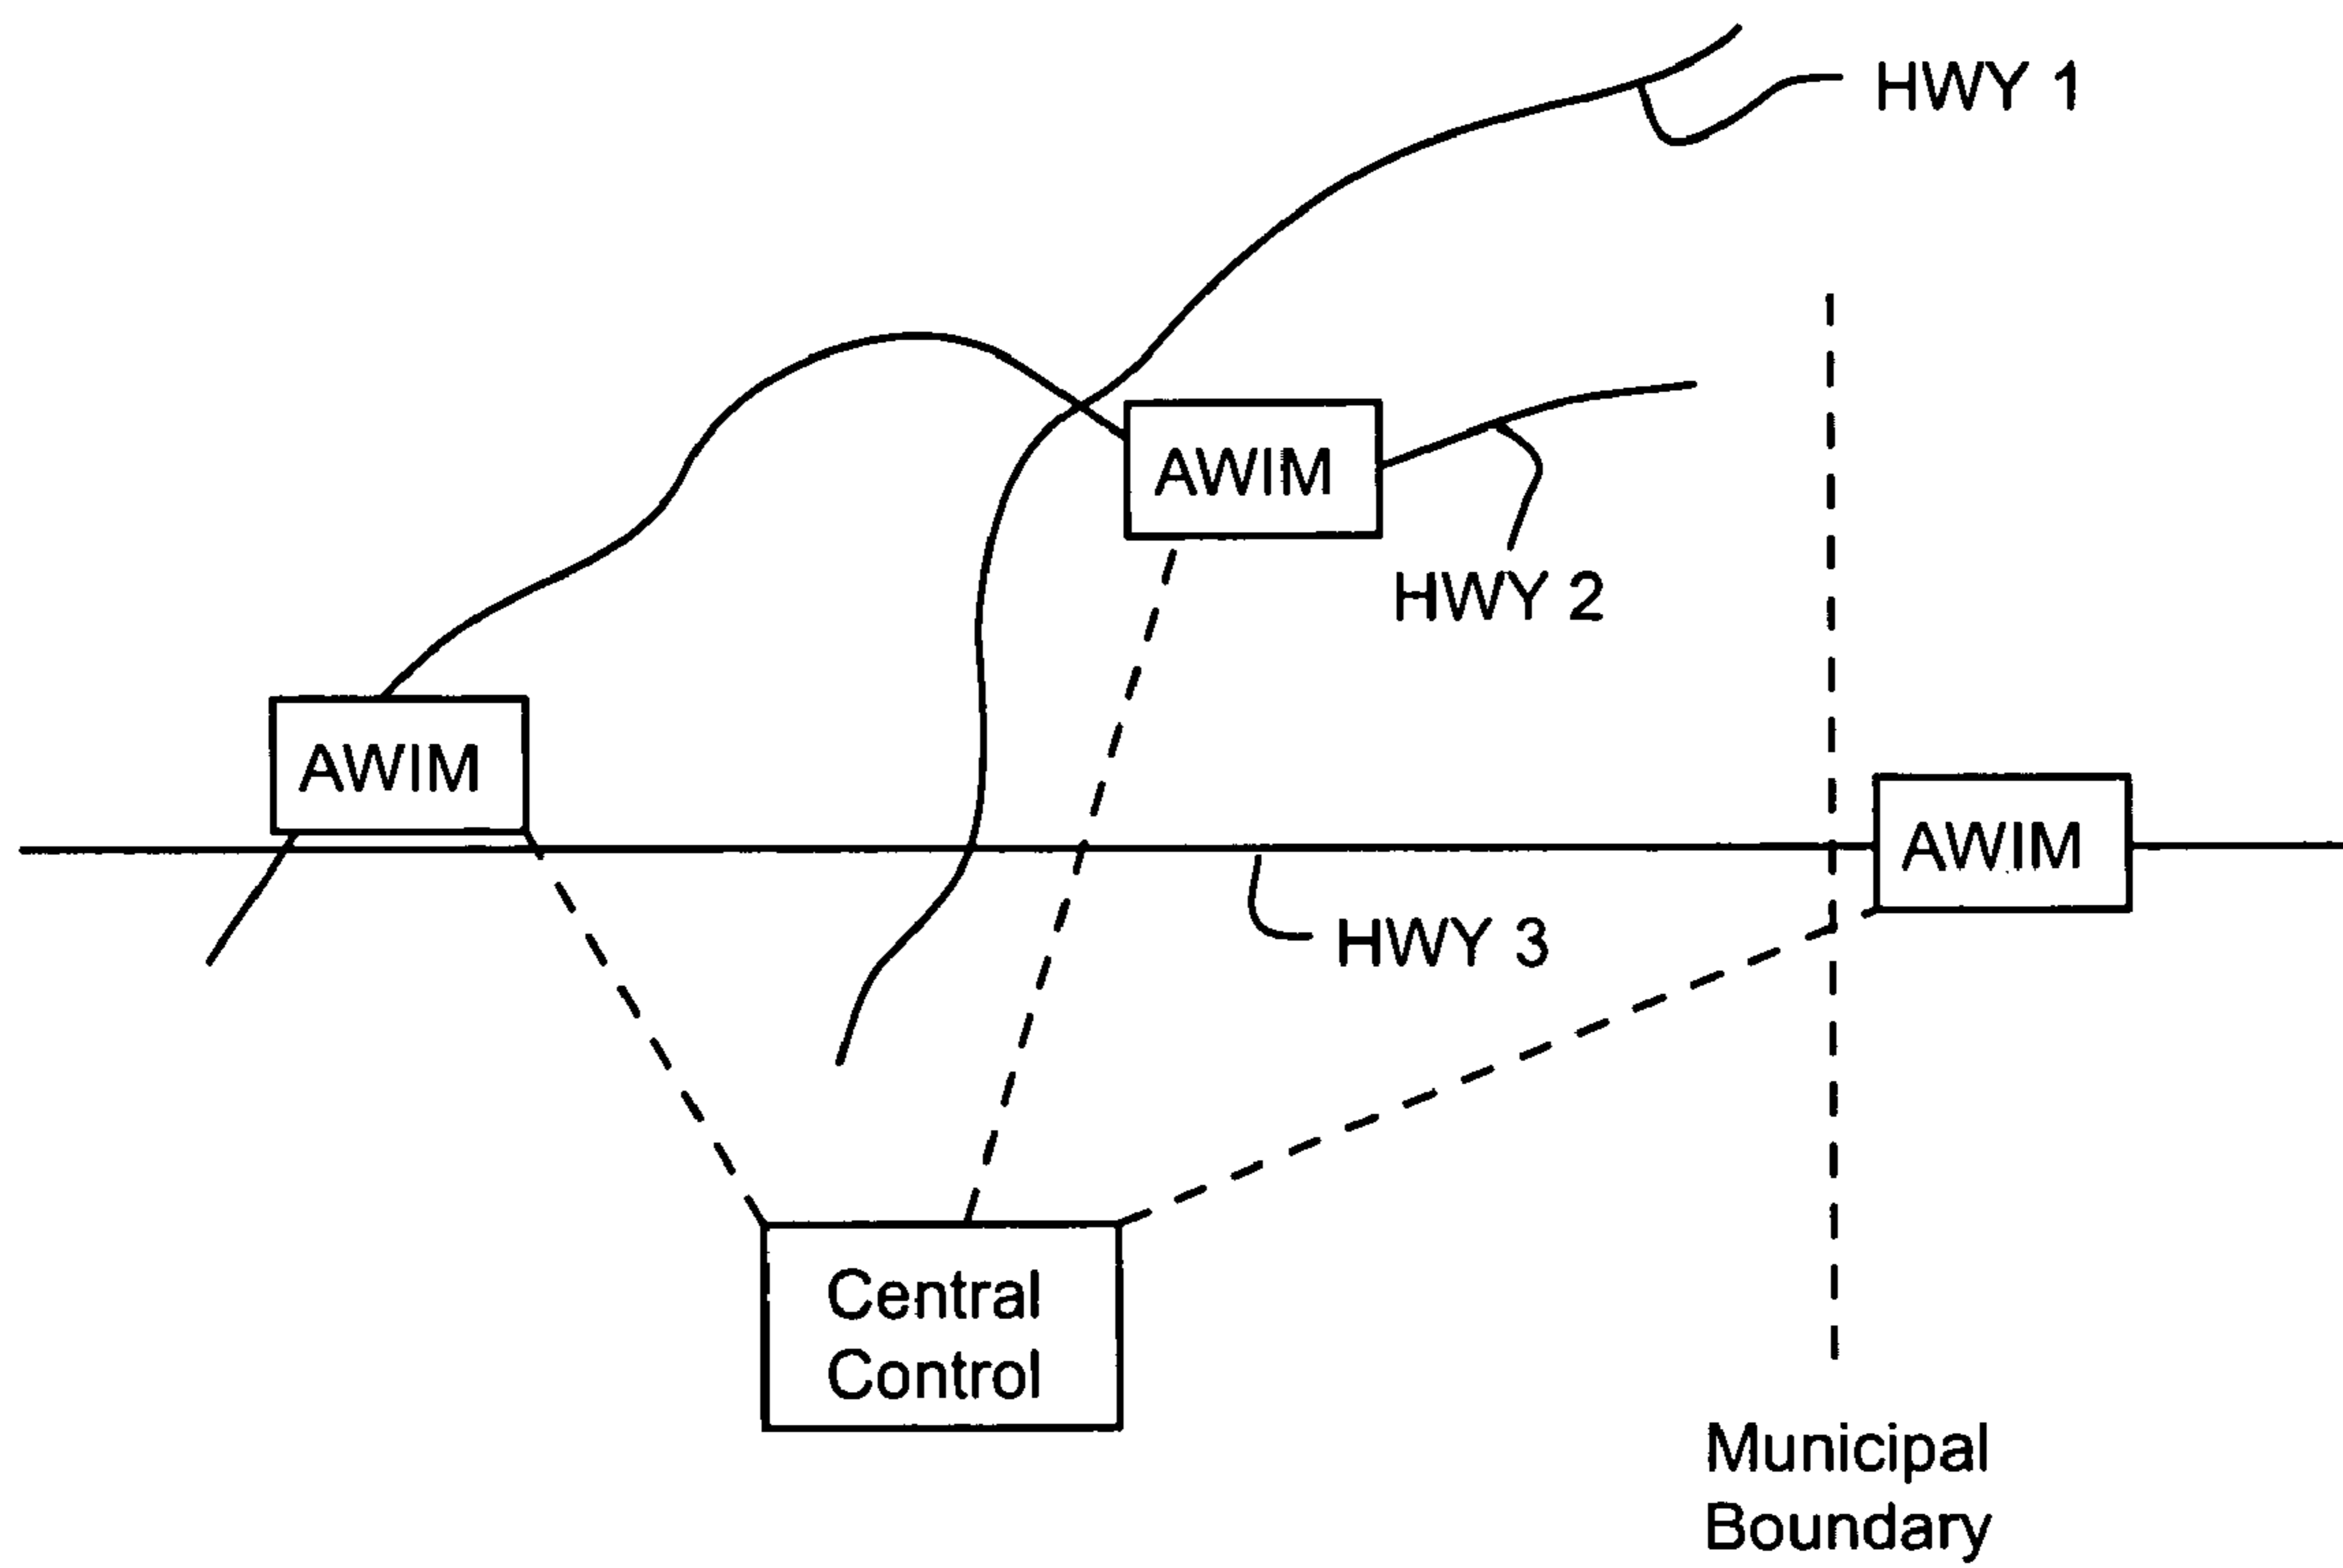 HWY 1
AWIM
HWY 2
AWIM
AWIM
HWY 3
Central
Control
Municipal
Boundary